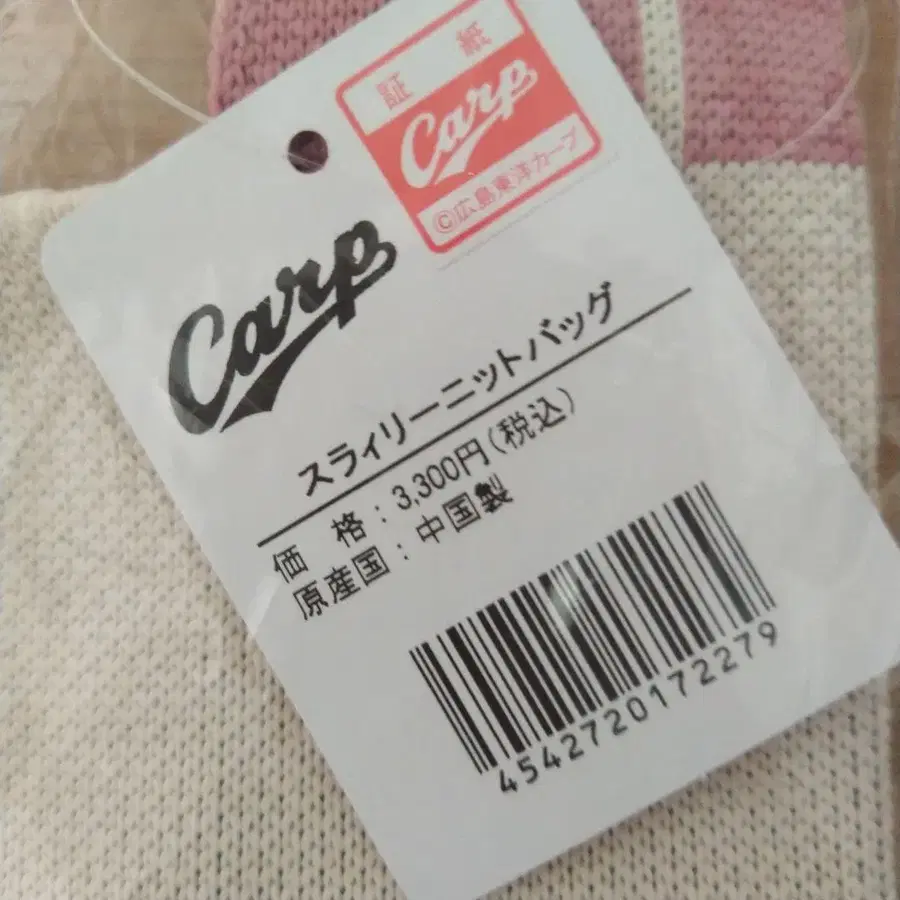 証 紙
Carp
©広島東洋カープ
Carp
スラィリーニットバッグ
価 格：3,300円(税込)
原産国：中国製
4542720172279